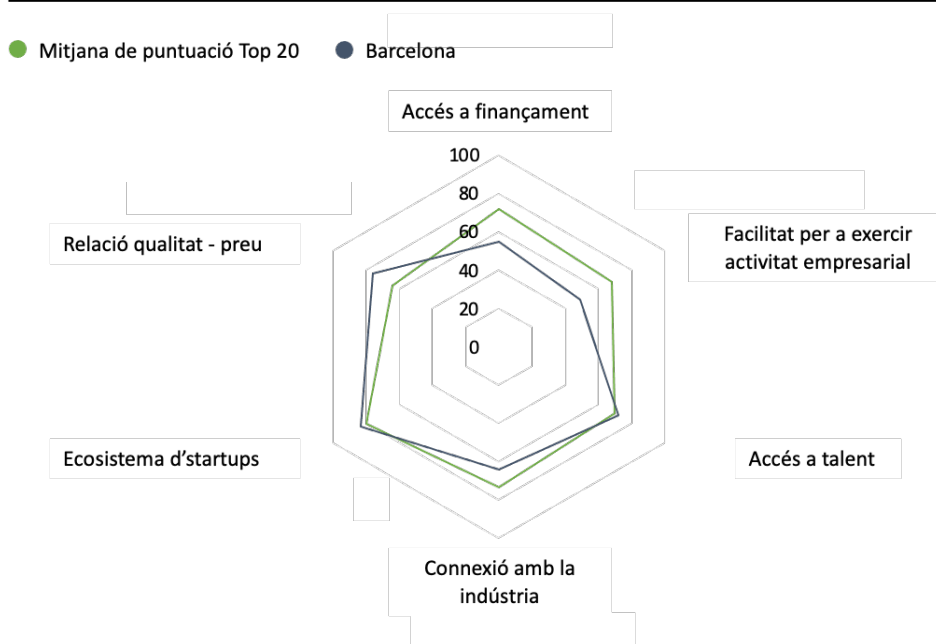 Mitjana de puntuació Top 20
Barcelona
Accés a finançament
100
80
60
40
20
0
Relació qualitat - preu
Facilitat per a exercir
activitat empresarial
Ecosistema d’startups
Accés a talent
Connexió amb la
indústria